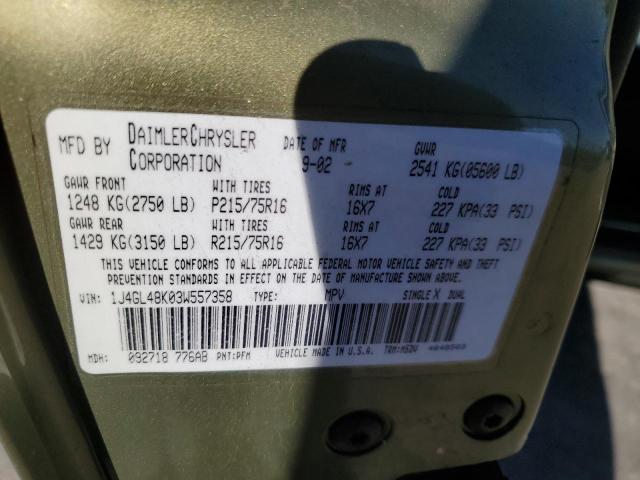 MFD BY DAIMLERCHRYSLER CORPORATION DATE OF MFR 9-02 GVWR 2541 KG(05600 LB)
GAWR FRONT WITH TIRES RIMS AT COLD
1248 KG(2750 LB) P215/75R16 16X7 227 KPA(33 PSI)
GAWR REAR WITH TIRES RIMS AT COLD
1429 KG(3150 LB) R215/75R16 16X7 227 KPA(33 PSI)
THIS VEHICLE CONFORMS TO ALL APPLICABLE FEDERAL MOTOR VEHICLE SAFETY AND THEFT
PREVENTION STANDARDS IN EFFECT ON THE DATE OF MANUFACTURE SHOWN ABOVE.
VIN: 1J4GL48K03W557358 TYPE: MPV SINGLE X DUAL
MDH: 092718 776AB PNT:PFM VEHICLE MADE IN U.S.A. TRM:M5DV